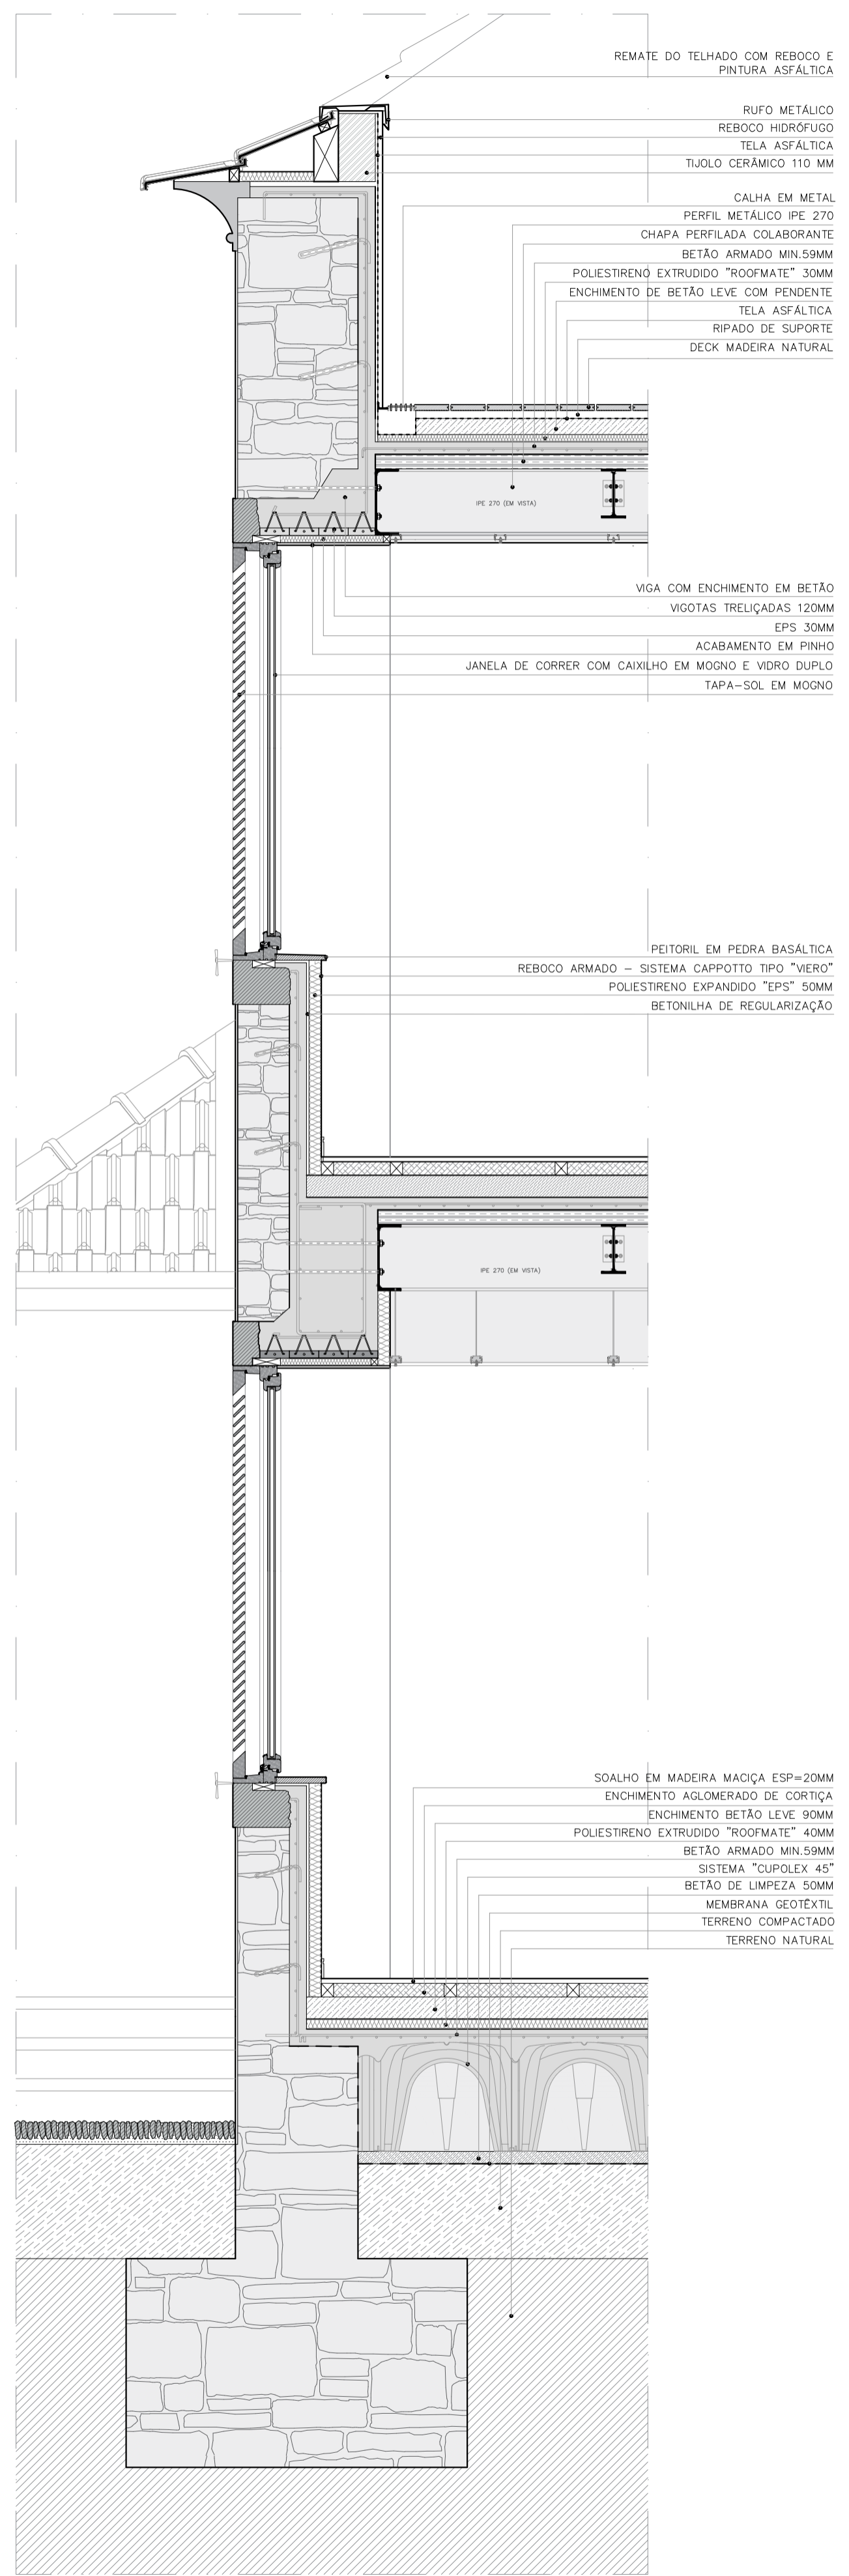 REMATE DO TELHADO COM REBOCO E
PINTURA ASFÁLTICA
RUFO METÁLICO
REBOCO HIDRÓFUGO
TELA ASFÁLTICA
TIJOLO CERÂMICO 110 MM
CALHA EM METAL
PERFIL METÁLICO IPE 270
CHAPA PERFILADA COLABORANTE
BETÃO ARMADO MIN.59MM
POLIESTIRENO EXTRUDIDO "ROOFMATE" 30MM
ENCHIMENTO DE BETÃO LEVE COM PENDENTE
TELA ASFÁLTICA
RIPADO DE SUPORTE
DECK MADEIRA NATURAL
IPE 270 (EM VISTA)
VIGA COM ENCHIMENTO EM BETÃO
VIGOTAS TRELIÇADAS 120MM
EPS 30MM
ACABAMENTO EM PINHO
JANELA DE CORRER COM CAIXILHO EM MOGNO E VIDRO DUPLO
TAPA-SOL EM MOGNO
PEITORIL EM PEDRA BASÁLTICA
REBOCO ARMADO - SISTEMA CAPPOTTO TIPO "VIERO"
POLIESTIRENO EXPANDIDO "EPS" 50MM
BETONILHA DE REGULARIZAÇÃO
IPE 270 (EM VISTA)
SOALHO EM MADEIRA MACIÇA ESP=20MM
ENCHIMENTO AGLOMERADO DE CORTIÇA
ENCHIMENTO BETÃO LEVE 90MM
POLIESTIRENO EXTRUDIDO "ROOFMATE" 40MM
BETÃO ARMADO MIN.59MM
SISTEMA "CUPOLEX 45"
BETÃO DE LIMPEZA 50MM
MEMBRANA GEOTÊXTIL
TERRENO COMPACTADO
TERRENO NATURAL